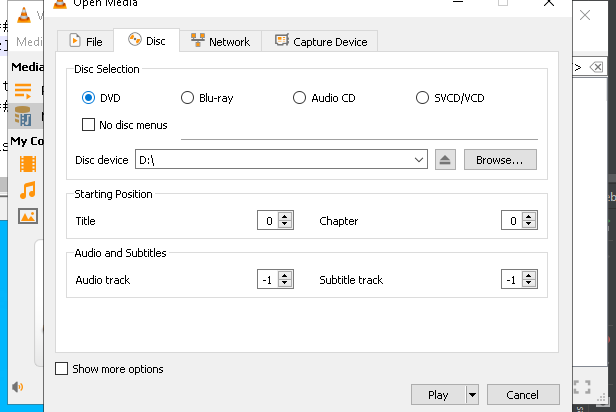 Open Media
File Disc Network Capture Device
Disc Selection
DVD Blu-ray Audio CD SVCD/VCD
No disc menus
Disc device D:\ Browse...
Starting Position
Title 0 Chapter 0
Audio and Subtitles
Audio track -1 Subtitle track -1
Show more options
Play Cancel
Media
My Co